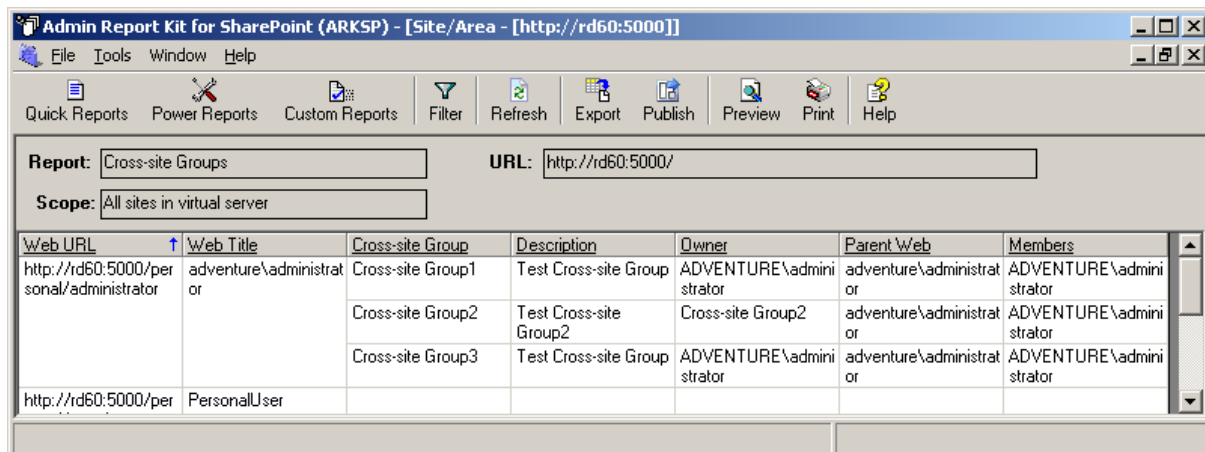 Admin Report Kit for SharePoint (ARKSP) - [Site/Area - [http://rd60:5000]]
File Tools Window Help
Quick Reports Power Reports Custom Reports Filter Refresh Export Publish Preview Print Help
Report: Cross-site Groups URL: http://rd60:5000/
Scope: All sites in virtual server
Web URL Web Title Cross-site Group Description Owner Parent Web Members
http://rd60:5000/per adventure\administrat Cross-site Group1 Test Cross-site Group ADVENTURE\admini adventure\administrat ADVENTURE\admini
sonal/administrator or strator or strator
Cross-site Group2 Test Cross-site Cross-site Group2 adventure\administrat ADVENTURE\admini
Group2 or strator
Cross-site Group3 Test Cross-site Group ADVENTURE\admini adventure\administrat ADVENTURE\admini
strator or strator
http://rd60:5000/per PersonalUser